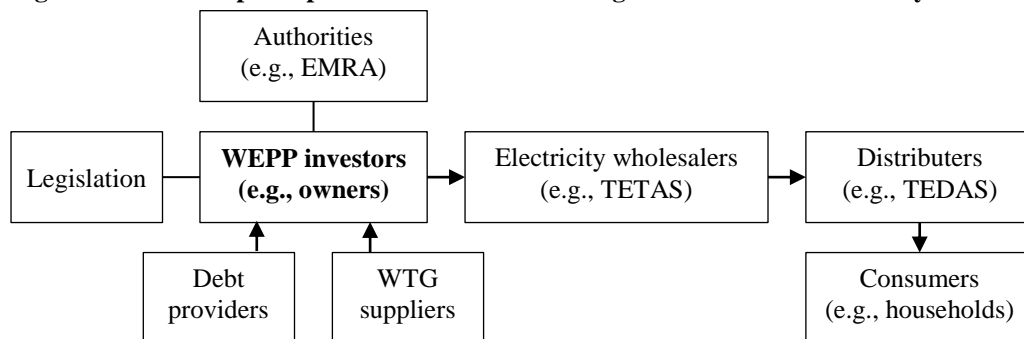 Authorities
(e.g., EMRA)
Legislation
WEPP investors
(e.g., owners)
Electricity wholesalers
(e.g., TETAS)
Distributers
(e.g., TEDAS)
Debt
providers
WTG
suppliers
Consumers
(e.g., households)